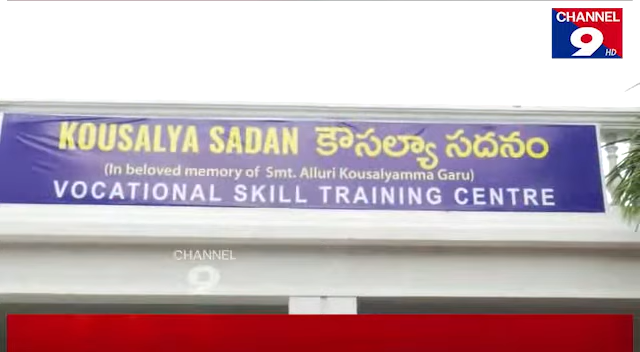 CHANNEL
9 HD
KOUSALYA SADAN కౌసల్యా సదనం
(In beloved memory of Smt. Alluri Kousalyamma Garu)
VOCATIONAL SKILL TRAINING CENTRE
CHANNEL
9